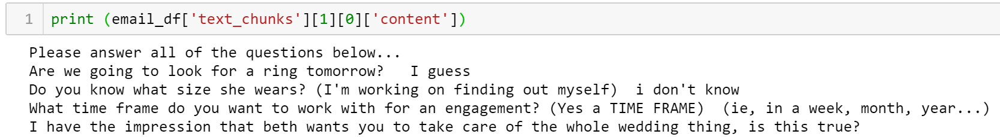 1 print (email_df['text_chunks'][1][0]['content'])
Please answer all of the questions below...
Are we going to look for a ring tomorrow?   I guess
Do you know what size she wears? (I'm working on finding out myself)  i don't know
What time frame do you want to work with for an engagement? (Yes a TIME FRAME)  (ie, in a week, month, year...)
I have the impression that beth wants you to take care of the whole wedding thing, is this true?